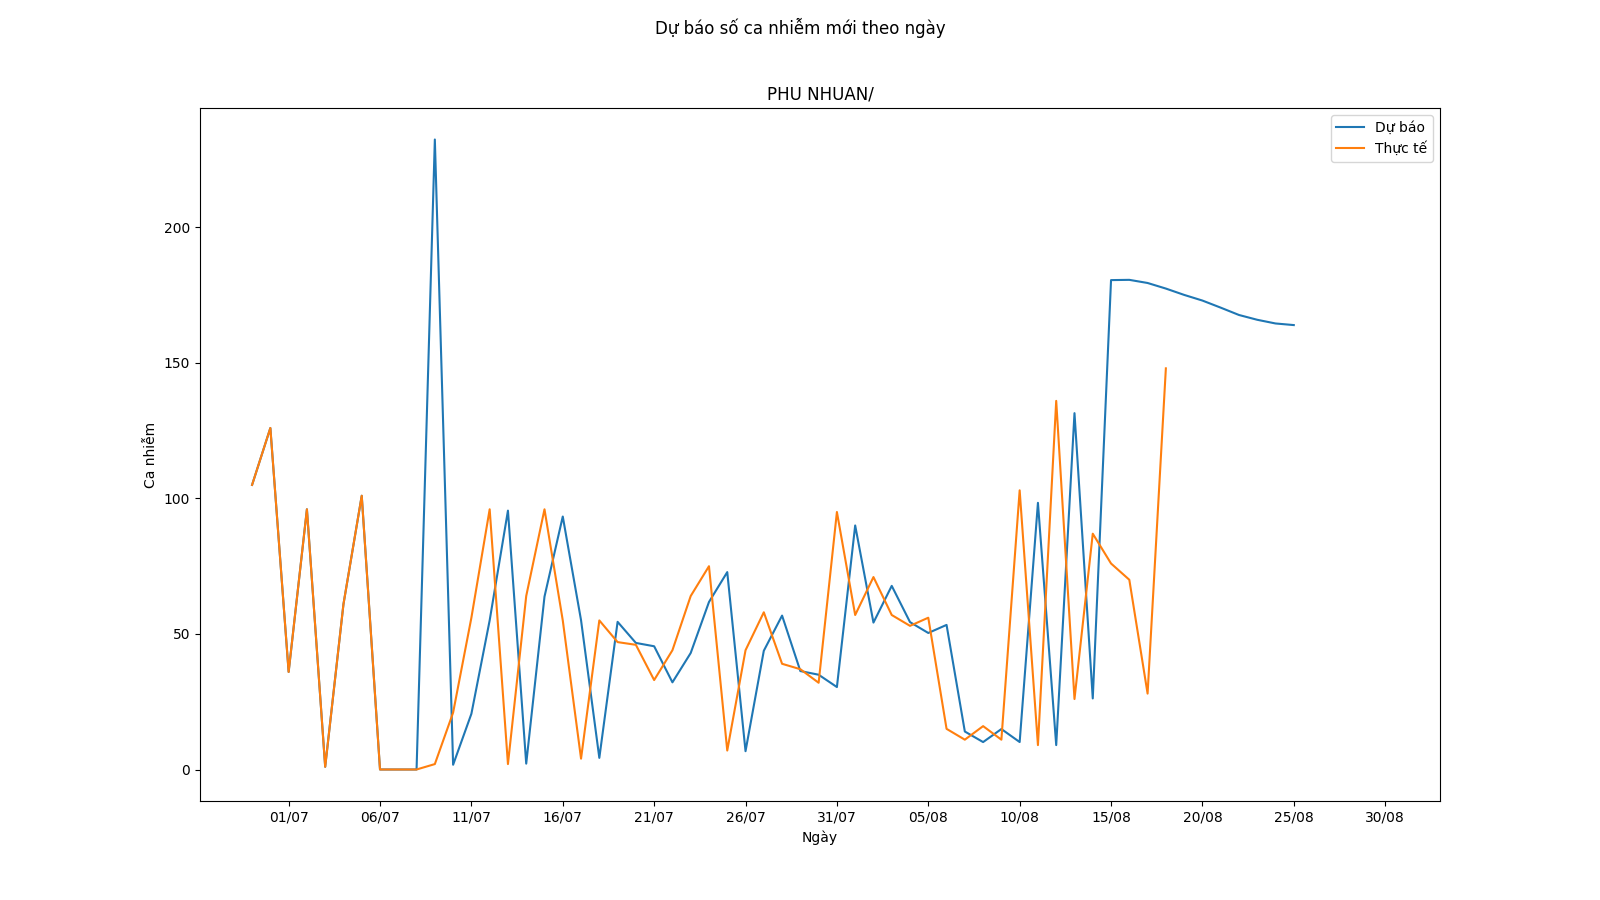 Dự báo số ca nhiễm mới theo ngày
PHU NHUAN/
Dự báo
Thực tế
Ca nhiễm
200
150
100
50
0
01/07 06/07 11/07 16/07 21/07 26/07 31/07 05/08 10/08 15/08 20/08 25/08 30/08
Ngày